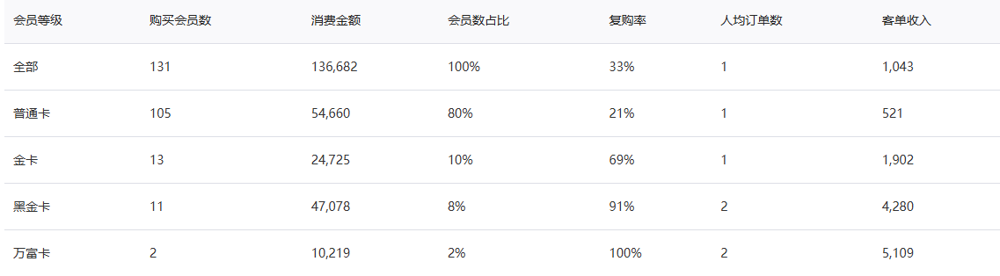 会员等级 购买会员数 消费金额 会员数占比 复购率 人均订单数 客单收入
全部 131 136,682 100% 33% 1 1,043
普通卡 105 54,660 80% 21% 1 521
金卡 13 24,725 10% 69% 1 1,902
黑金卡 11 47,078 8% 91% 2 4,280
万富卡 2 10,219 2% 100% 2 5,109